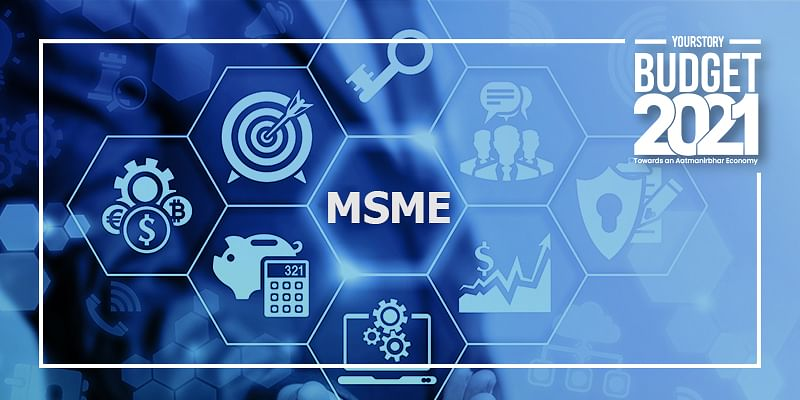 YOURSTORY
BUDGET
2021
Towards an Aatmanirbhar Economy
MSME
€
$
₿
321
$